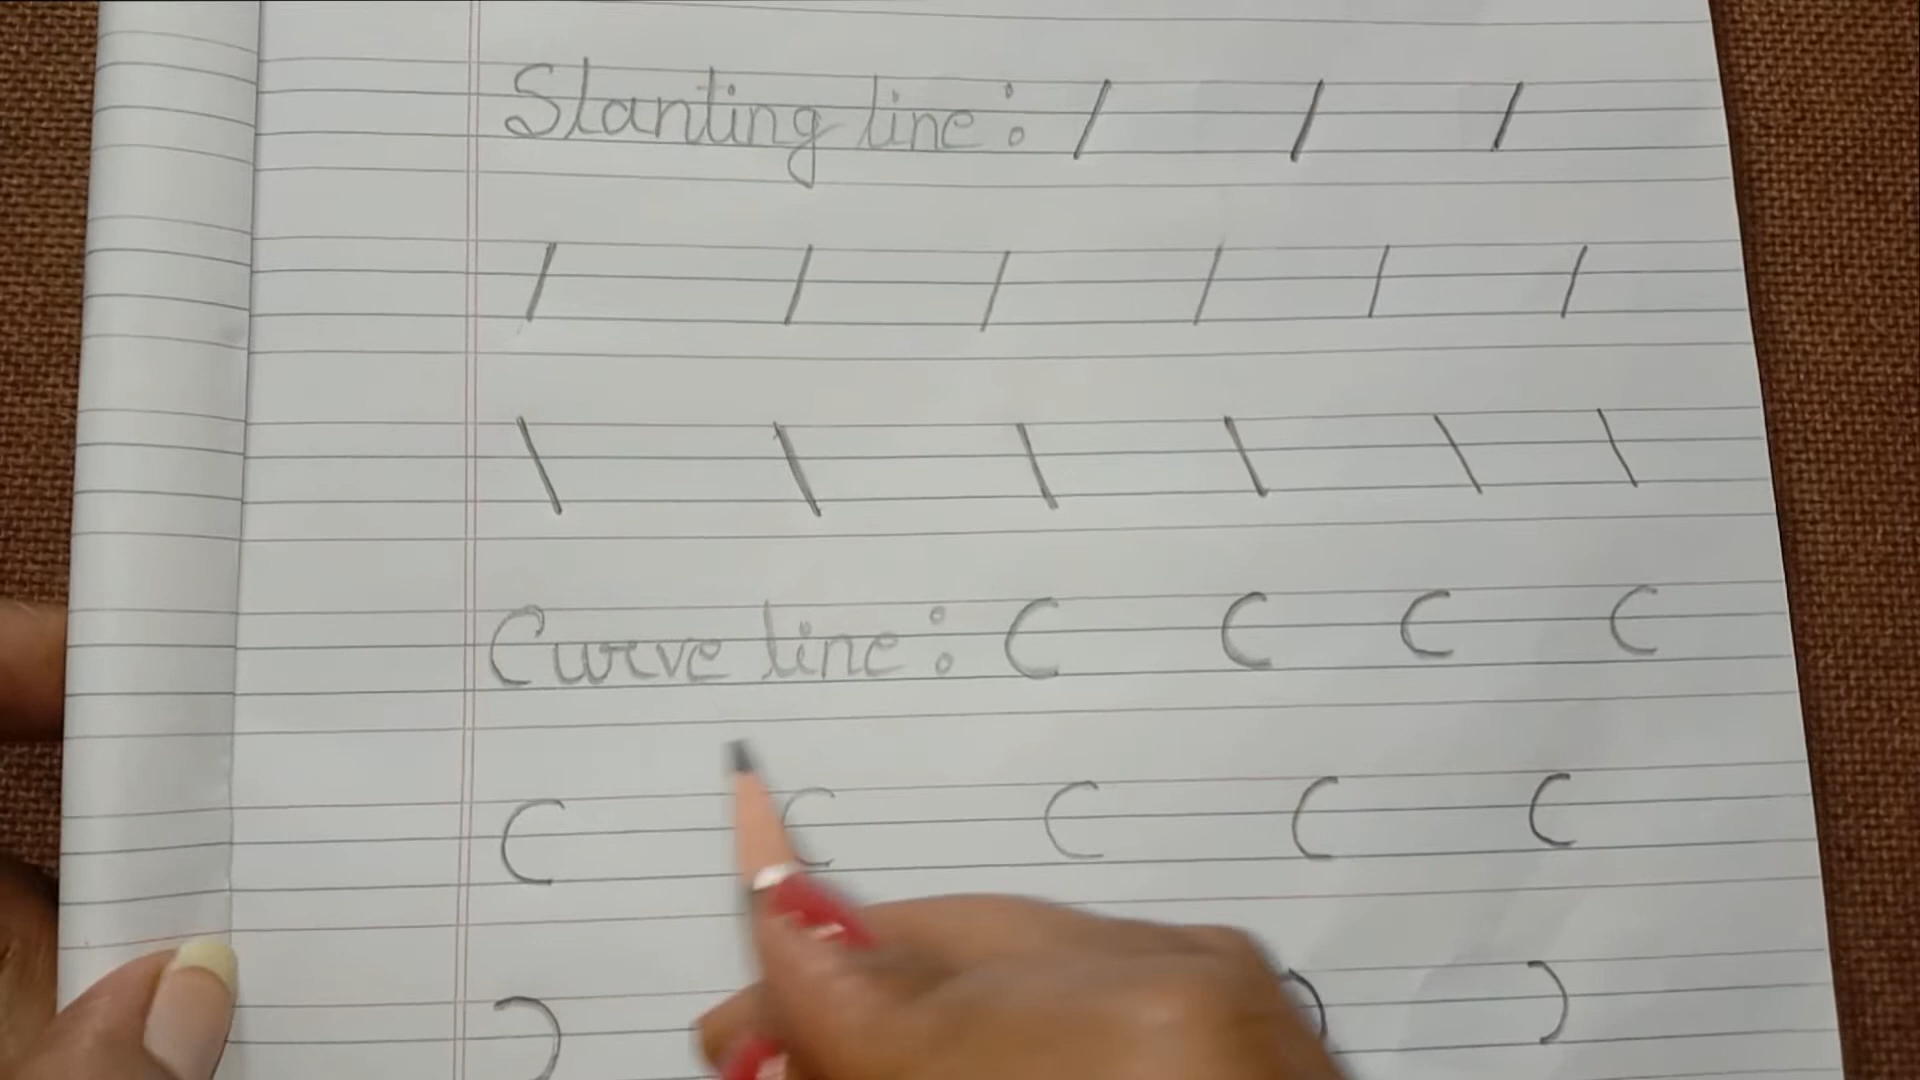 Slanting line : / / /
/ / / / / /
\ \ \ \ \ \
Curve line : C C C C
C C C C C
) ) )